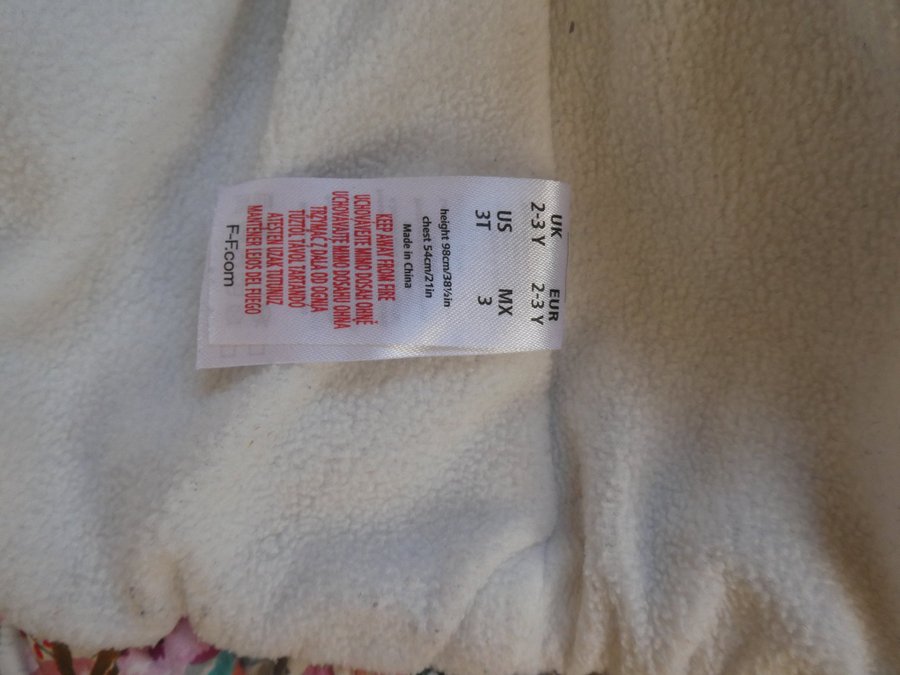 UK EUR
2-3 Y 2-3 Y
US MX
3T 3
height 98cm/38½in
chest 54cm/21in
Made in China
KEEP AWAY FROM FIRE
UCHOVÁVEJTE MIMO DOSAH OHNĚ
UCHOVÁVAJTE MIMO DOSAHU OHŇA
TRZYMAĆ Z DALA OD OGNIA
TŰZTŐL TÁVOL TARTANDÓ
ATEŞTEN UZAK TUTUNUZ
MANTENER LEJOS DEL FUEGO
F-F.com